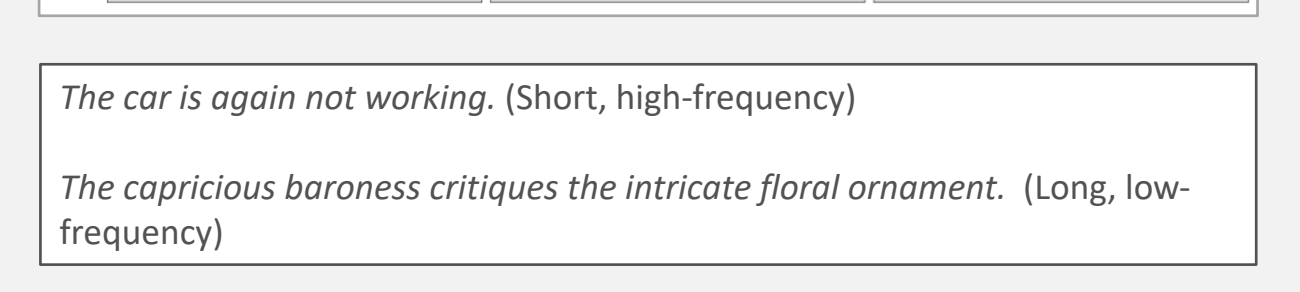 The car is again not working. (Short, high-frequency)
The capricious baroness critiques the intricate floral ornament.  (Long, low-
frequency)